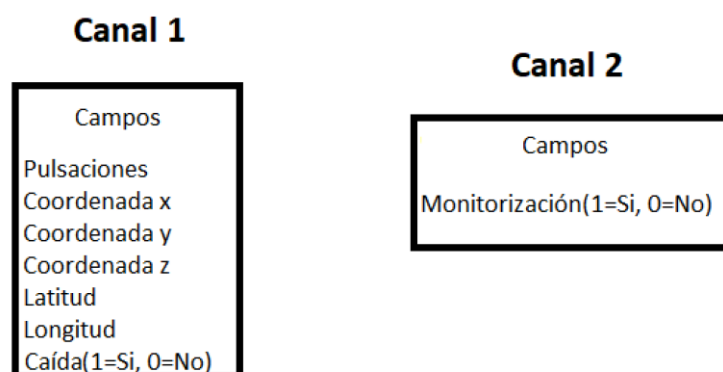 Canal 1
Campos
Pulsaciones
Coordenada x
Coordenada y
Coordenada z
Latitud
Longitud
Caída(1=Si, 0=No)
Canal 2
Campos
Monitorización(1=Si, 0=No)